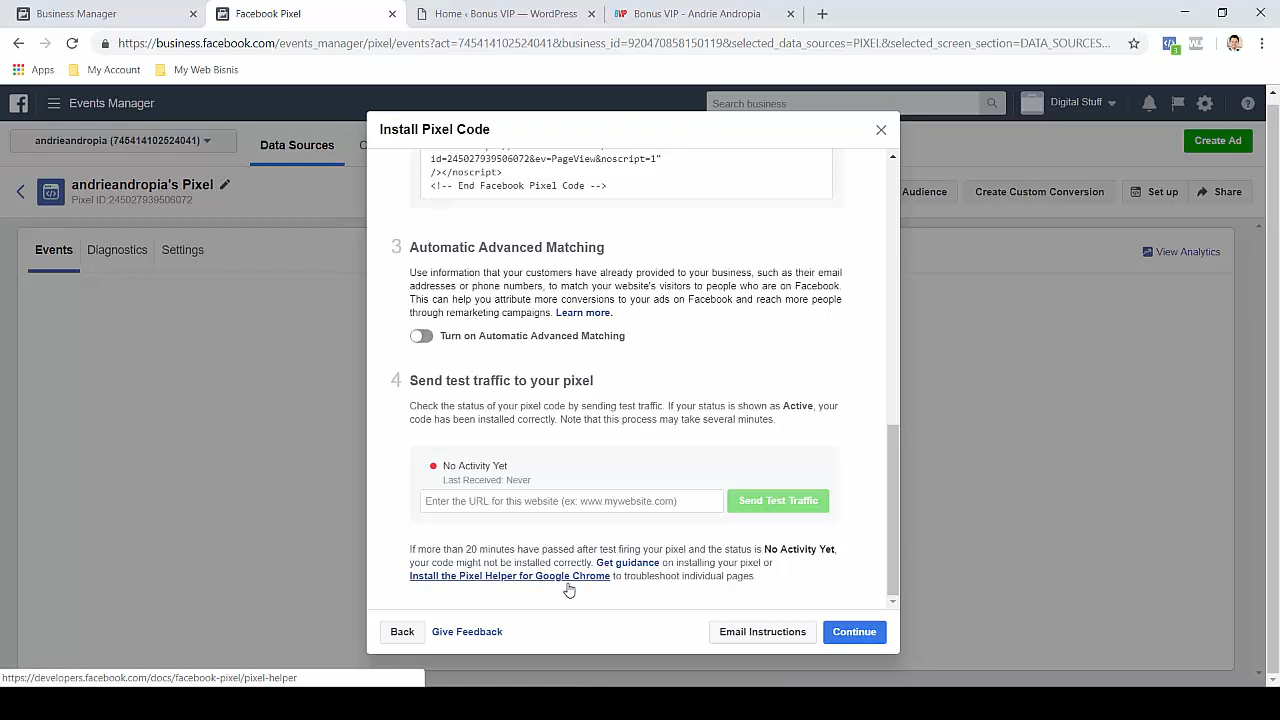 Business Manager
Facebook Pixel
Home ‹ Bonus VIP — WordPress
BVP
Bonus VIP - Andrie Andropia
https://business.facebook.com/events_manager/pixel/events?act=745414102524041&business_id=920470858150119&selected_data_sources=PIXEL&selected_screen_section=DATA_SOURCES...
Apps
My Account
My Web Bisnis
Events Manager
Search business
Digital Stuff
andrieandropia (745414102524041)
Data Sources
Create Ad
andrieandropia's Pixel
Pixel ID:245027939506072
Audience
Create Custom Conversion
Set up
Share
Events
Diagnostics
Settings
View Analytics
Install Pixel Code
id=245027939506072&ev=PageView&noscript=1"
/></noscript>
<!-- End Facebook Pixel Code -->
3 Automatic Advanced Matching
Use information that your customers have already provided to your business, such as their email
addresses or phone numbers, to match your website's visitors to people who are on Facebook.
This can help you attribute more conversions to your ads on Facebook and reach more people
through remarketing campaigns. Learn more.
Turn on Automatic Advanced Matching
4 Send test traffic to your pixel
Check the status of your pixel code by sending test traffic. If your status is shown as Active, your
code has been installed correctly. Note that this process may take several minutes.
No Activity Yet
Last Received: Never
Enter the URL for this website (ex: www.mywebsite.com)
Send Test Traffic
If more than 20 minutes have passed after test firing your pixel and the status is No Activity Yet,
your code might not be installed correctly. Get guidance on installing your pixel or
Install the Pixel Helper for Google Chrome to troubleshoot individual pages.
Back
Give Feedback
Email Instructions
Continue
https://developers.facebook.com/docs/facebook-pixel/pixel-helper